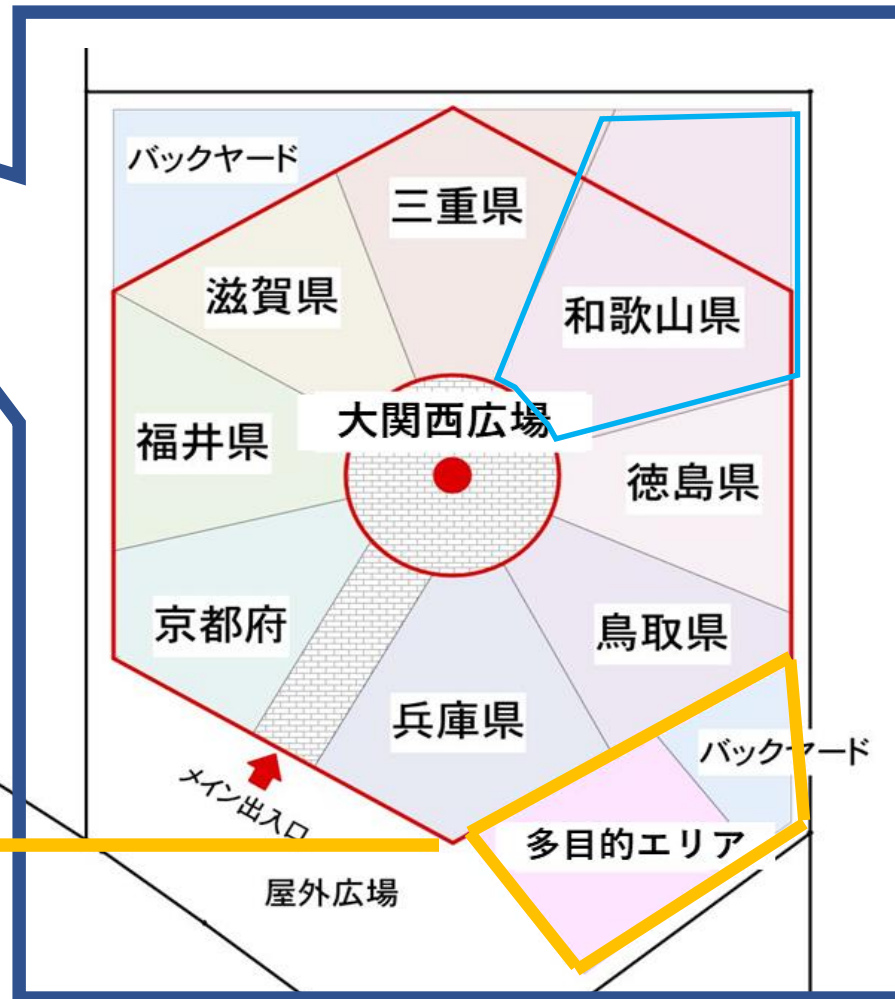 バックヤード
三重県
滋賀県
和歌山県
大関西広場
福井県
徳島県
京都府
鳥取県
兵庫県
バックヤード
メイン出入口
多目的エリア
屋外広場